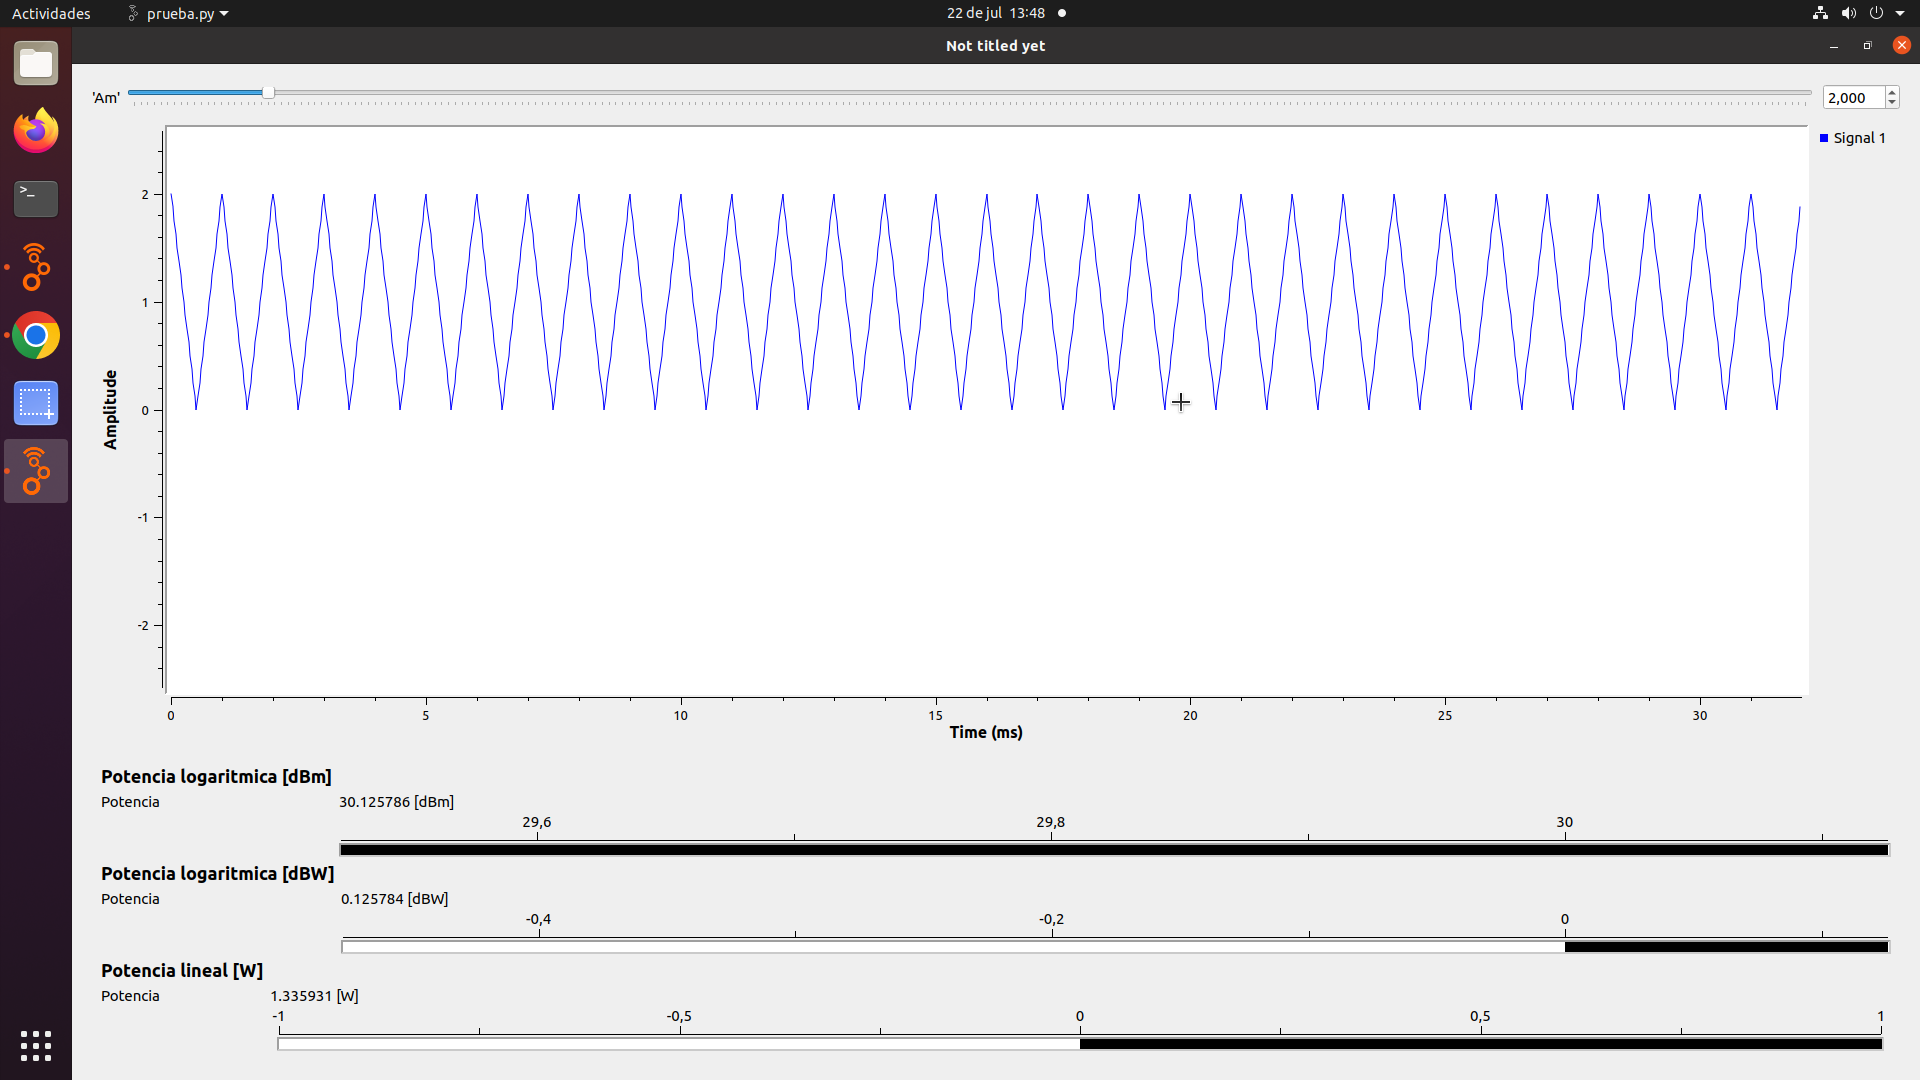 Actividades prueba.py 22 de jul 13:48
Not titled yet
'Am' 2,000
Signal 1
2
1
0
-1
-2
Amplitude
0 5 10 15 20 25 30
Time (ms)
Potencia logaritmica [dBm]
Potencia 30.125786 [dBm]
29,6 29,8 30
Potencia logaritmica [dBW]
Potencia 0.125784 [dBW]
-0,4 -0,2 0
Potencia lineal [W]
Potencia 1.335931 [W]
-1 -0,5 0 0,5 1